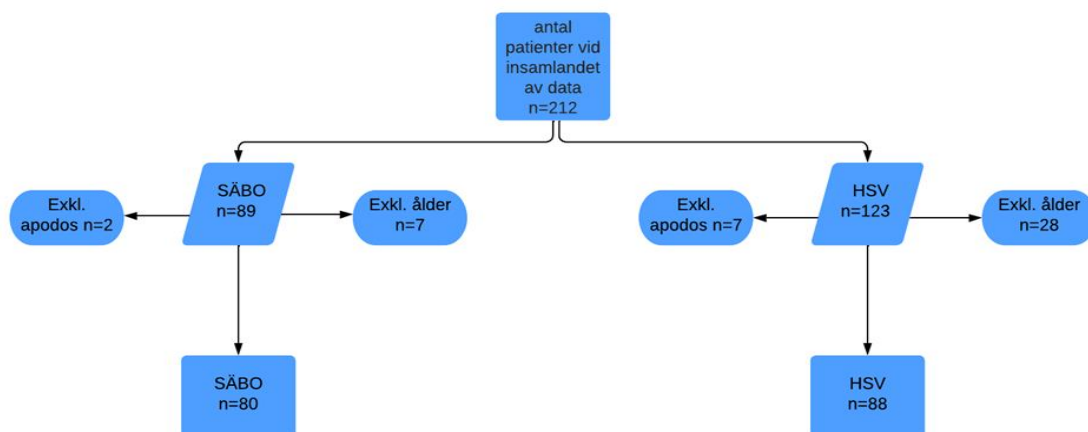 antal
patienter vid
insamlandet
av data
n=212
SÄBO
n=89
Exkl.
apodos n=2
Exkl. ålder
n=7
HSV
n=123
Exkl.
apodos n=7
Exkl. ålder
n=28
SÄBO
n=80
HSV
n=88